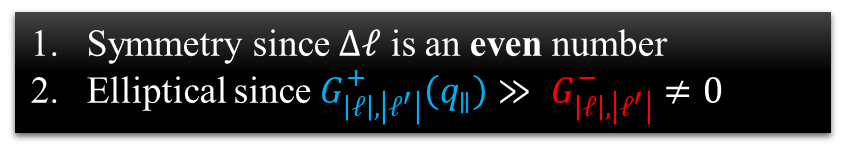 1. Symmetry since Δℓ is an even number
2. Elliptical since G⁺|ℓ|,|ℓ′|(q∥) ≫ G⁻|ℓ|,|ℓ′| ≠ 0